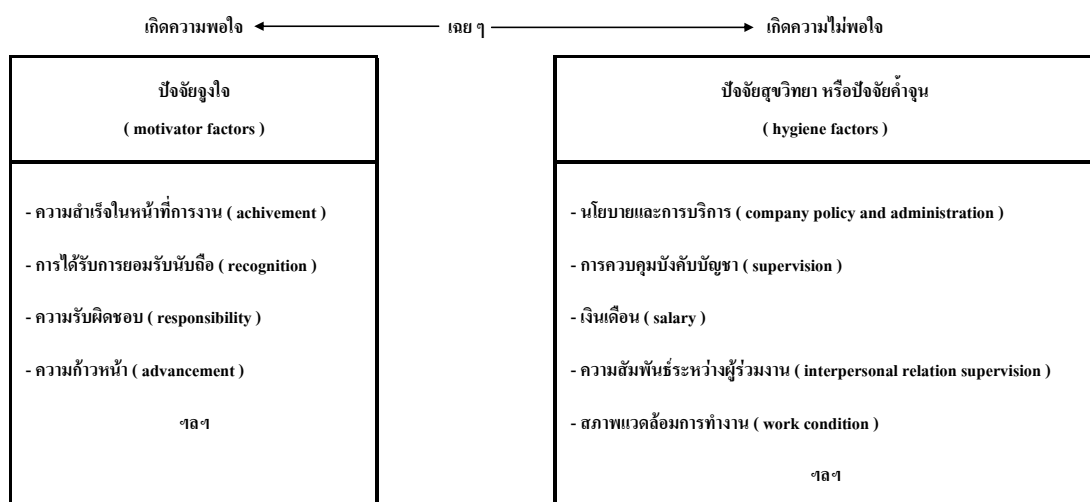 เกิดความพอใจ เฉย ๆ เกิดความไม่พอใจ
ปัจจัยจูงใจ
( motivator factors )
- ความสำเร็จในหน้าที่การงาน ( achivement )
- การได้รับการยอมรับนับถือ ( recognition )
- ความรับผิดชอบ ( responsibility )
- ความก้าวหน้า ( advancement )
ฯลฯ
ปัจจัยสุขวิทยา หรือปัจจัยค้ำจุน
( hygiene factors )
- นโยบายและการบริการ ( company policy and administration )
- การควบคุมบังคับบัญชา ( supervision )
- เงินเดือน ( salary )
- ความสัมพันธ์ระหว่างผู้ร่วมงาน ( interpersonal relation supervision )
- สภาพแวดล้อมการทำงาน ( work condition )
ฯลฯ